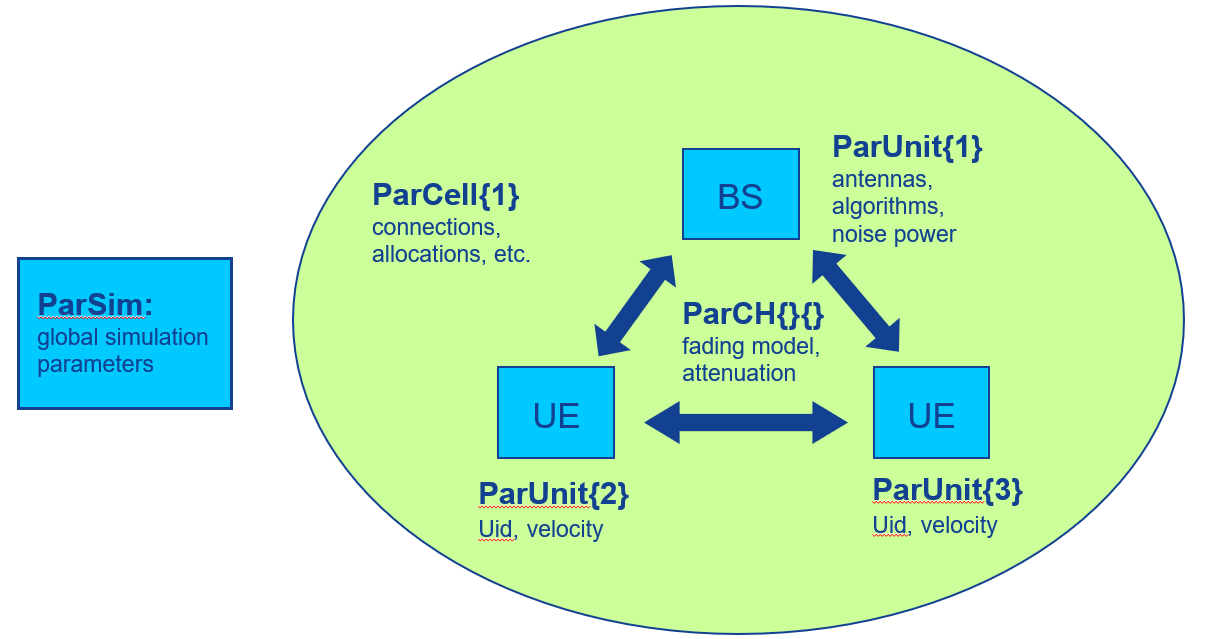 ParSim:
global simulation
parameters
ParCell{1}
connections,
allocations, etc.
BS
ParUnit{1}
antennas,
algorithms,
noise power
ParCH{}{}
fading model,
attenuation
UE
ParUnit{2}
Uid, velocity
UE
ParUnit{3}
Uid, velocity